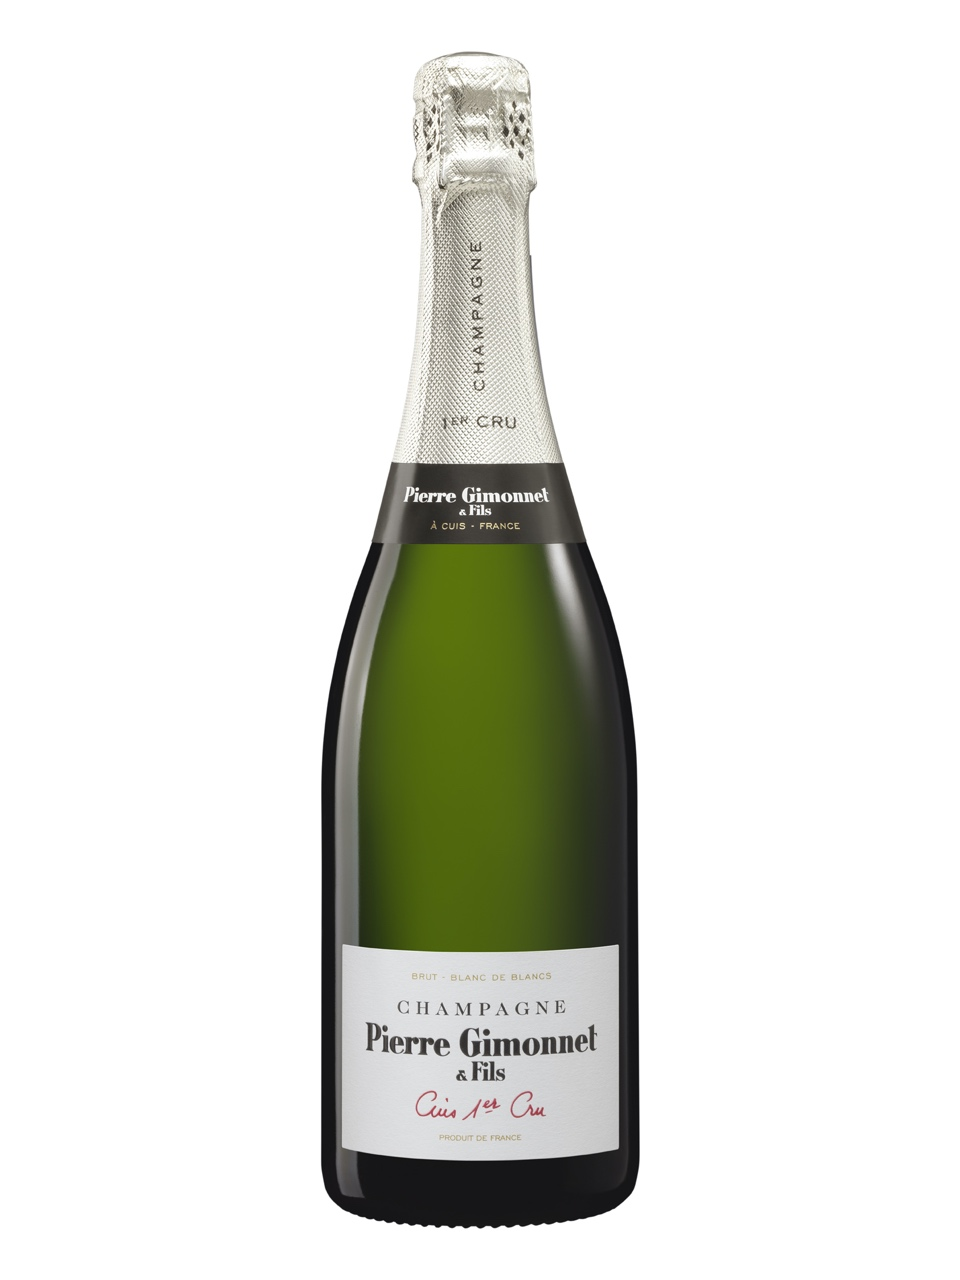 CHAMPAGNE
1ER CRU
Pierre Gimonnet
& Fils
À CUIS - FRANCE
BRUT - BLANC DE BLANCS
CHAMPAGNE
Pierre Gimonnet
& Fils
Cuis 1er Cru
PRODUIT DE FRANCE